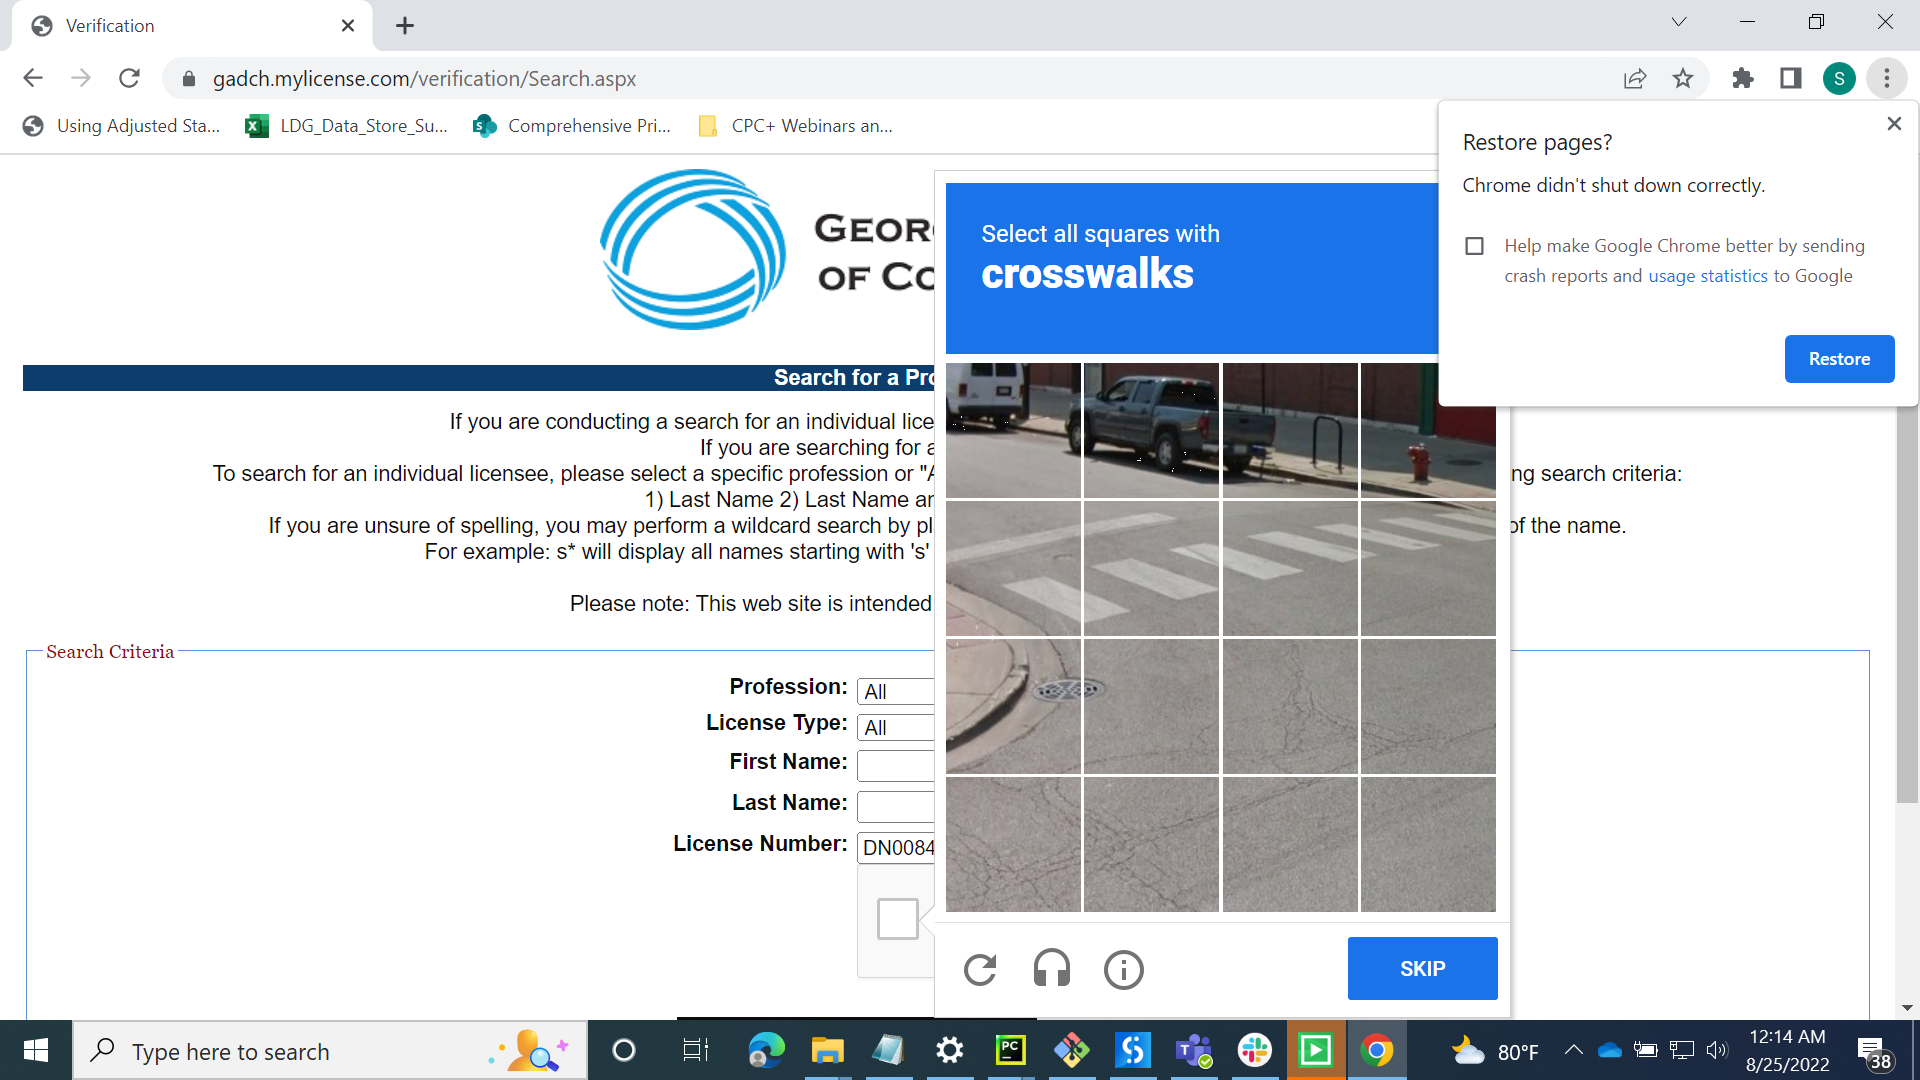 Verification
gadch.mylicense.com/verification/Search.aspx
S
Using Adjusted Sta...
LDG_Data_Store_Su...
Comprehensive Pri...
CPC+ Webinars an...
Restore pages?
Chrome didn't shut down correctly.
Help make Google Chrome better by sending
crash reports and usage statistics to Google
Restore
GEOR
OF CO
Select all squares with
crosswalks
Search for a Pro
If you are conducting a search for an individual lice
If you are searching for a
To search for an individual licensee, please select a specific profession or "A
ng search criteria:
1) Last Name 2) Last Name an
If you are unsure of spelling, you may perform a wildcard search by pl
of the name.
For example: s* will display all names starting with 's'
Please note: This web site is intended
Search Criteria
Profession: All
License Type: All
First Name:
Last Name:
License Number: DN0084
SKIP
Type here to search
PC
80°F
12:14 AM
8/25/2022
38